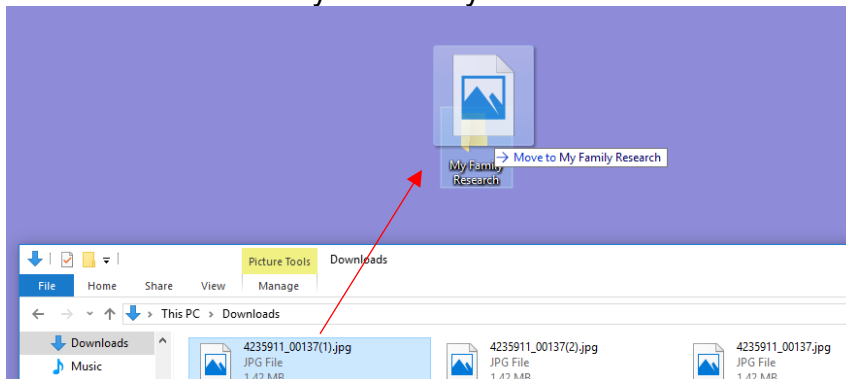 → Move to My Family Research
My Family
Research
Picture Tools Downloads
File Home Share View Manage
This PC > Downloads
Downloads
Music
4235911_00137(1).jpg
JPG File
1.42 MB
4235911_00137(2).jpg
JPG File
1.42 MB
4235911_00137.jpg
JPG File
1.42 MB